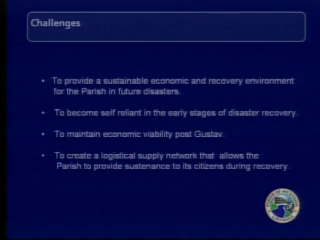 Challenges
• To provide a sustainable economic and recovery environment
for the Parish in future disasters.
• To become self reliant in the early stages of disaster recovery.
• To maintain economic viability post Gustav.
• To create a logistical supply network that allows the
Parish to provide sustenance to its citizens during recovery.